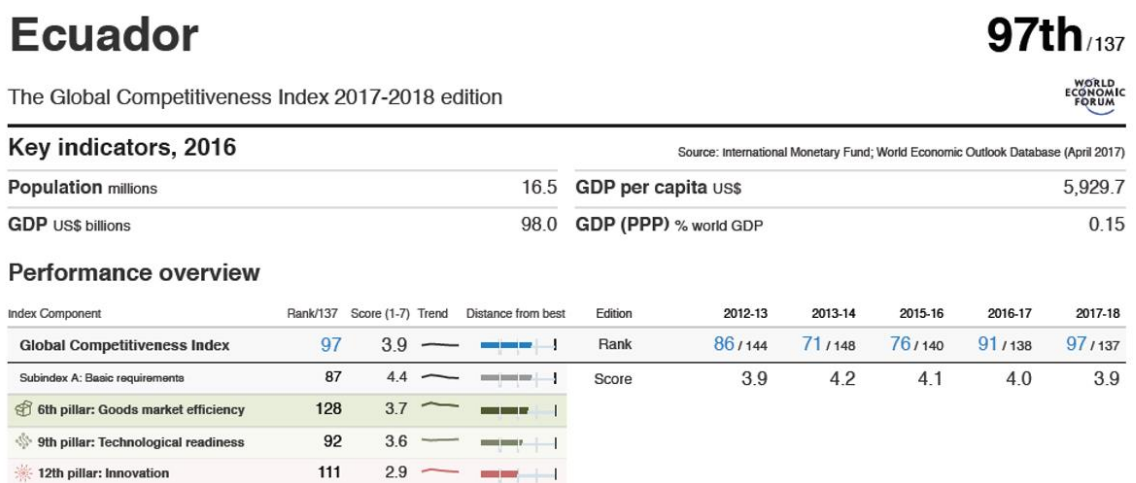 Ecuador
97th/137
The Global Competitiveness Index 2017-2018 edition
WORLD
ECONOMIC
FORUM
Key indicators, 2016
Source: International Monetary Fund; World Economic Outlook Database (April 2017)
Population millions 16.5 GDP per capita US$ 5,929.7
GDP US$ billions 98.0 GDP (PPP) % world GDP 0.15
Performance overview
Index Component Rank/137 Score (1-7) Trend Distance from best Edition 2012-13 2013-14 2015-16 2016-17 2017-18
Global Competitiveness Index 97 3.9 Rank 86 / 144 71 / 148 76 / 140 91 / 138 97 / 137
Subindex A: Basic requirements 87 4.4 Score 3.9 4.2 4.1 4.0 3.9
6th pillar: Goods market efficiency 128 3.7
9th pillar: Technological readiness 92 3.6
12th pillar: Innovation 111 2.9